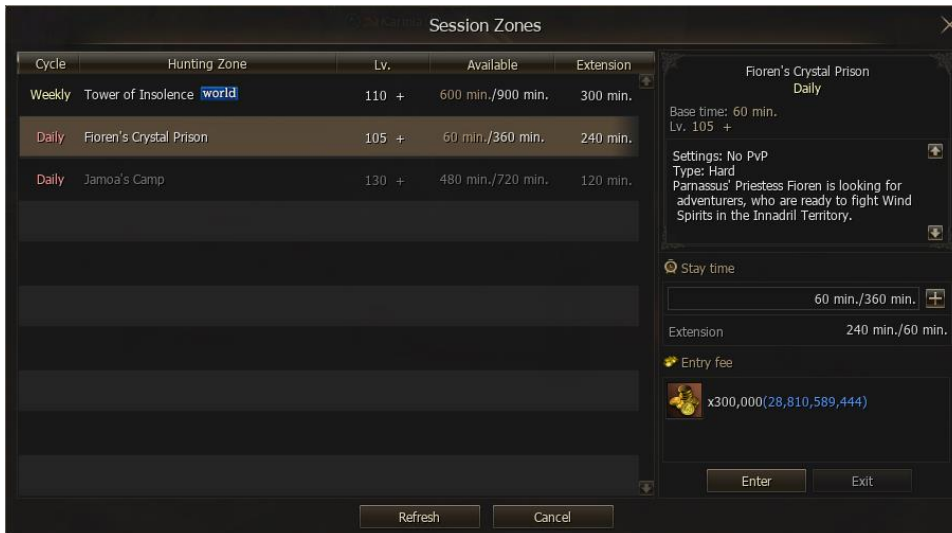 Session Zones
Cycle Hunting Zone Lv. Available Extension
Weekly Tower of Insolence world 110 + 600 min./900 min. 300 min.
Daily Fioren's Crystal Prison 105 + 60 min./360 min. 240 min.
Daily Jamoa's Camp 130 + 480 min./720 min. 120 min.
Fioren's Crystal Prison
Daily
Base time: 60 min.
Lv. 105 +
Settings: No PvP
Type: Hard
Parnassus' Priestess Fioren is looking for
adventurers, who are ready to fight Wind
Spirits in the Innadril Territory.
Stay time
60 min./360 min.
Extension 240 min./60 min.
Entry fee
x300,000(28,810,589,444)
Enter Exit
Refresh Cancel